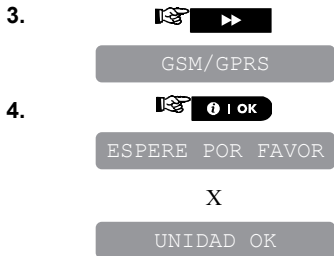 3.
GSM/GPRS
4.
i | OK
ESPERE POR FAVOR
X
UNIDAD OK